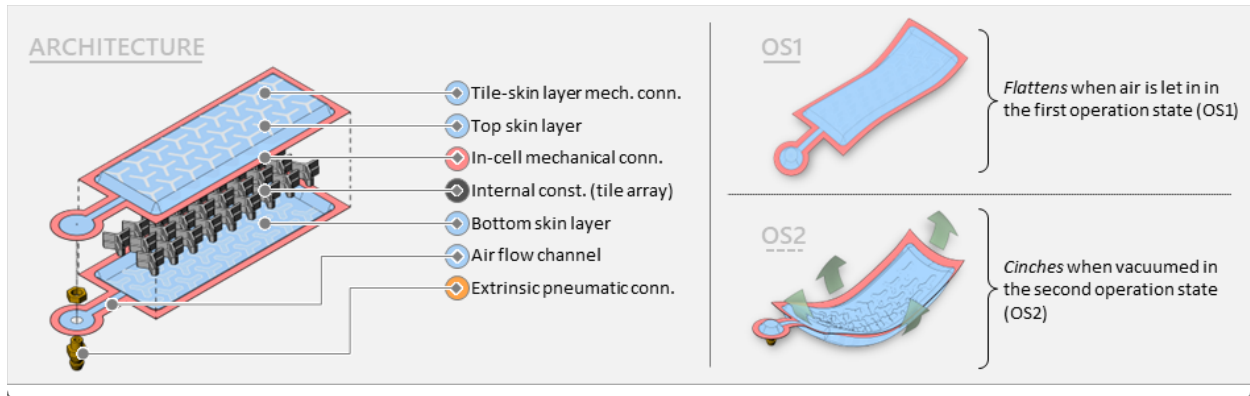 ARCHITECTURE
Tile-skin layer mech. conn.
Top skin layer
In-cell mechanical conn.
Internal const. (tile array)
Bottom skin layer
Air flow channel
Extrinsic pneumatic conn.
OS1
Flattens when air is let in in
the first operation state (OS1)
OS2
Cinches when vacuumed in
the second operation state
(OS2)